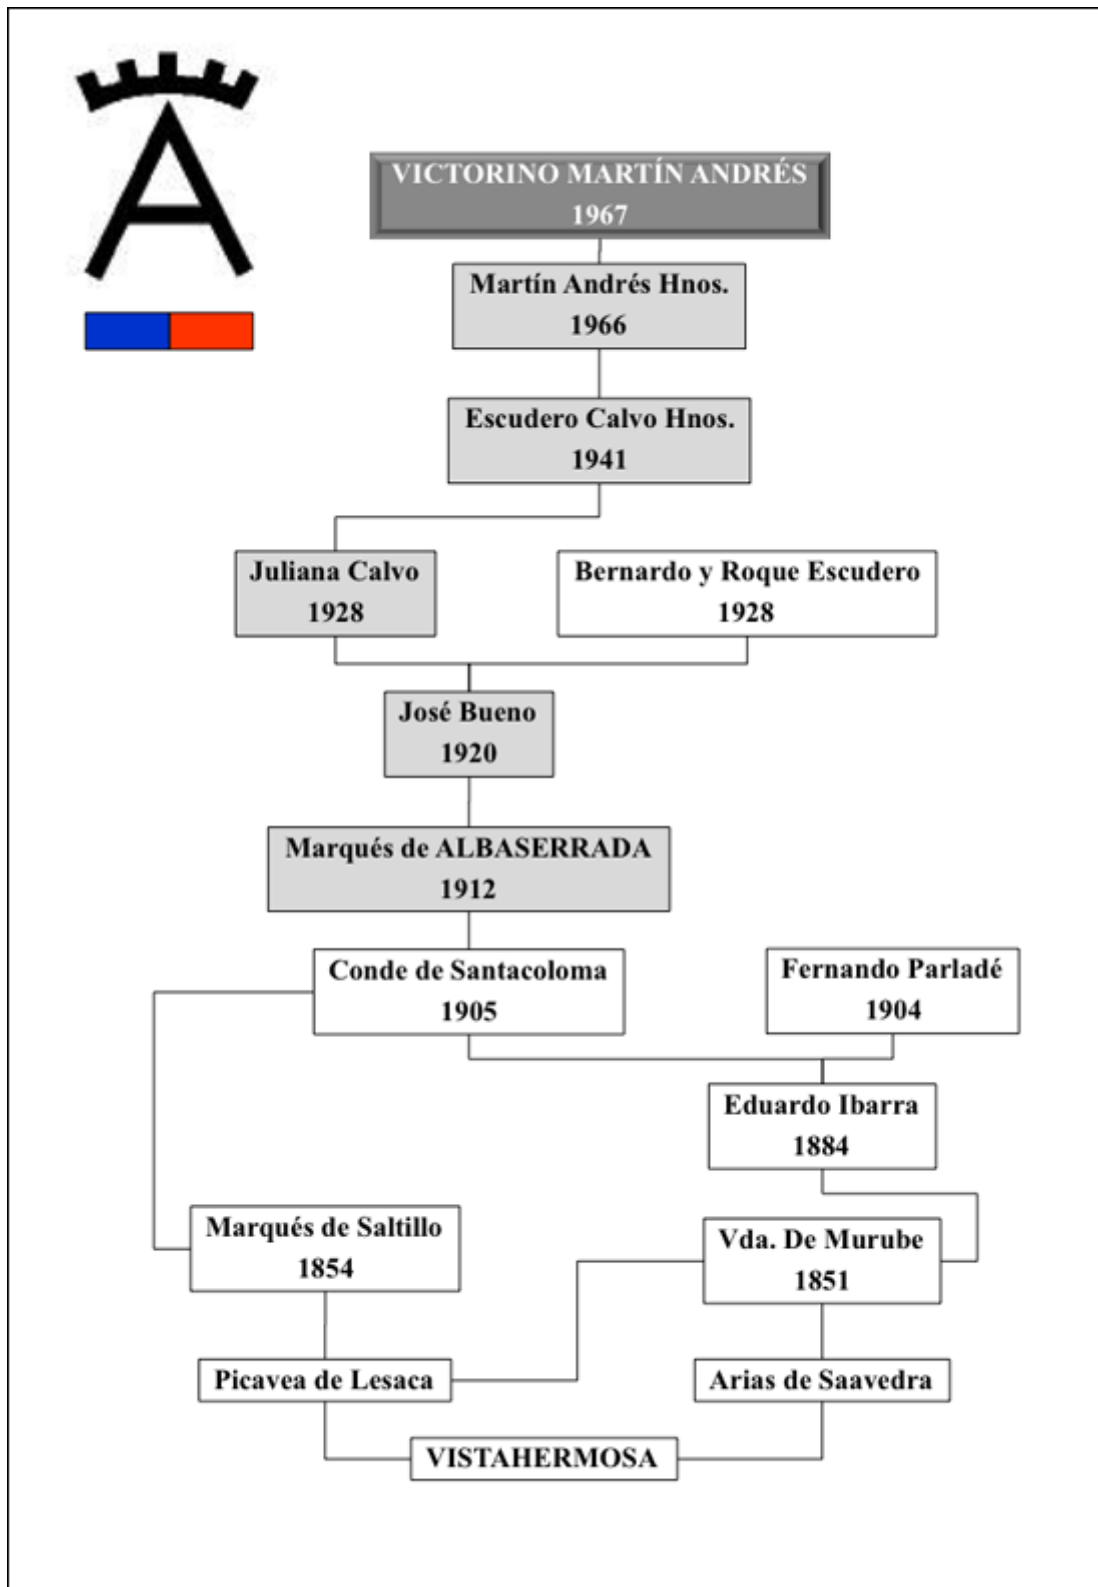 VICTORINO MARTÍN ANDRÉS
1967
Martín Andrés Hnos.
1966
Escudero Calvo Hnos.
1941
Juliana Calvo
1928
Bernardo y Roque Escudero
1928
José Bueno
1920
Marqués de ALBASERRADA
1912
Conde de Santacoloma
1905
Fernando Parladé
1904
Eduardo Ibarra
1884
Marqués de Saltillo
1854
Vda. De Murube
1851
Picavea de Lesaca
Arias de Saavedra
VISTAHERMOSA